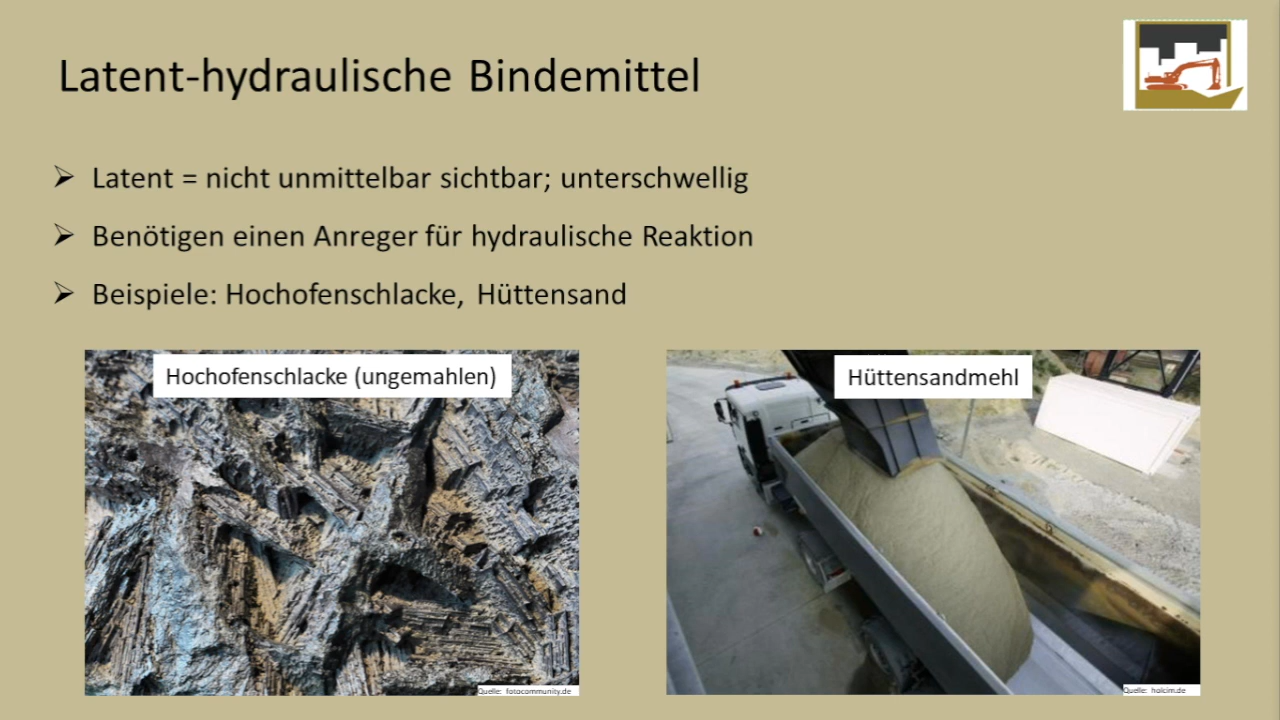 Latent-hydraulische Bindemittel
Latent = nicht unmittelbar sichtbar; unterschwellig
Benötigen einen Anreger für hydraulische Reaktion
Beispiele: Hochofenschlacke, Hüttensand
Hochofenschlacke (ungemahlen)
Hüttensandmehl
Quelle: fotocommunity.de
Quelle: holcim.de